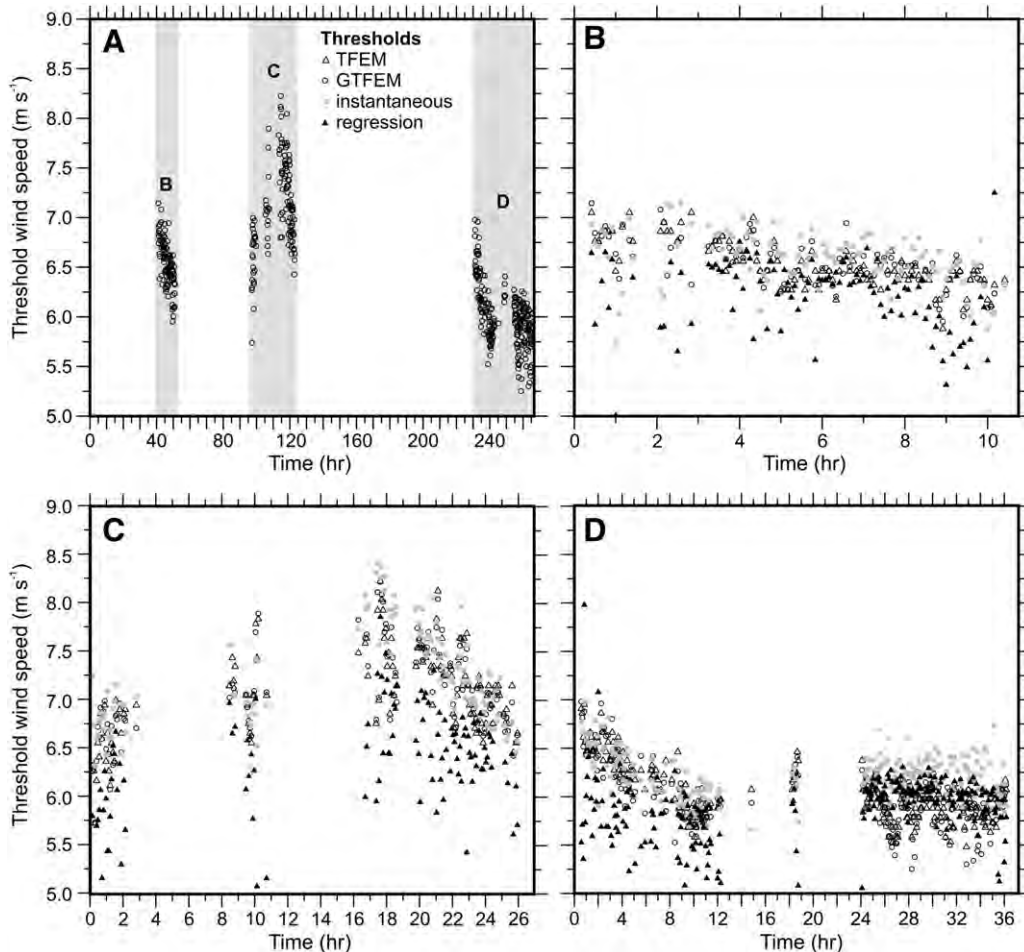 A
Thresholds
△ TFEM
○ GTFEM
instantaneous
▲ regression
B
C
D
Threshold wind speed (m s⁻¹)
9.0
8.5
8.0
7.5
7.0
6.5
6.0
5.5
5.0
0 40 80 120 160 200 240
Time (hr)
B
0 2 4 6 8 10
Time (hr)
C
Threshold wind speed (m s⁻¹)
9.0
8.5
8.0
7.5
7.0
6.5
6.0
5.5
5.0
0 2 4 6 8 10 12 14 16 18 20 22 24 26
Time (hr)
D
0 4 8 12 16 20 24 28 32 36
Time (hr)